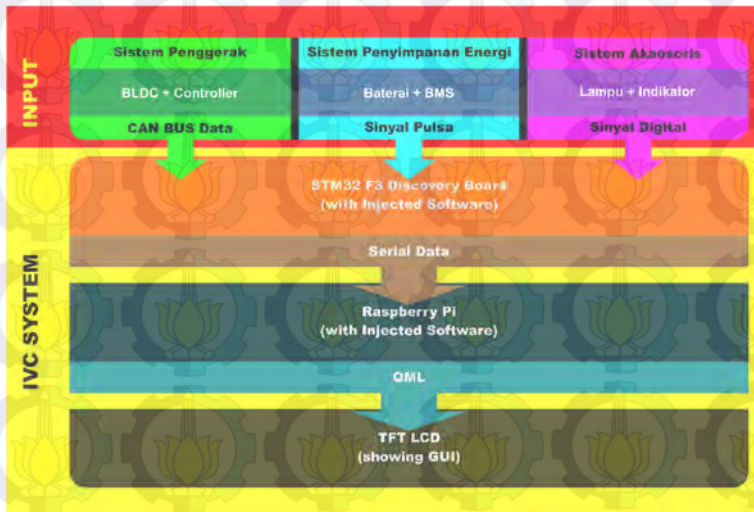 INPUT
Sistem Penggerak
BLDC + Controller
CAN BUS Data
Sistem Penyimpanan Energi
Baterai + BMS
Sinyal Pulsa
Sistem Aksosoris
Lampu + Indikator
Sinyal Digital
IVC SYSTEM
STM32 F3 Discovery Board
(with Injected Software)
Serial Data
Raspberry Pi
(with Injected Software)
QML
TFT LCD
(showing GUI)